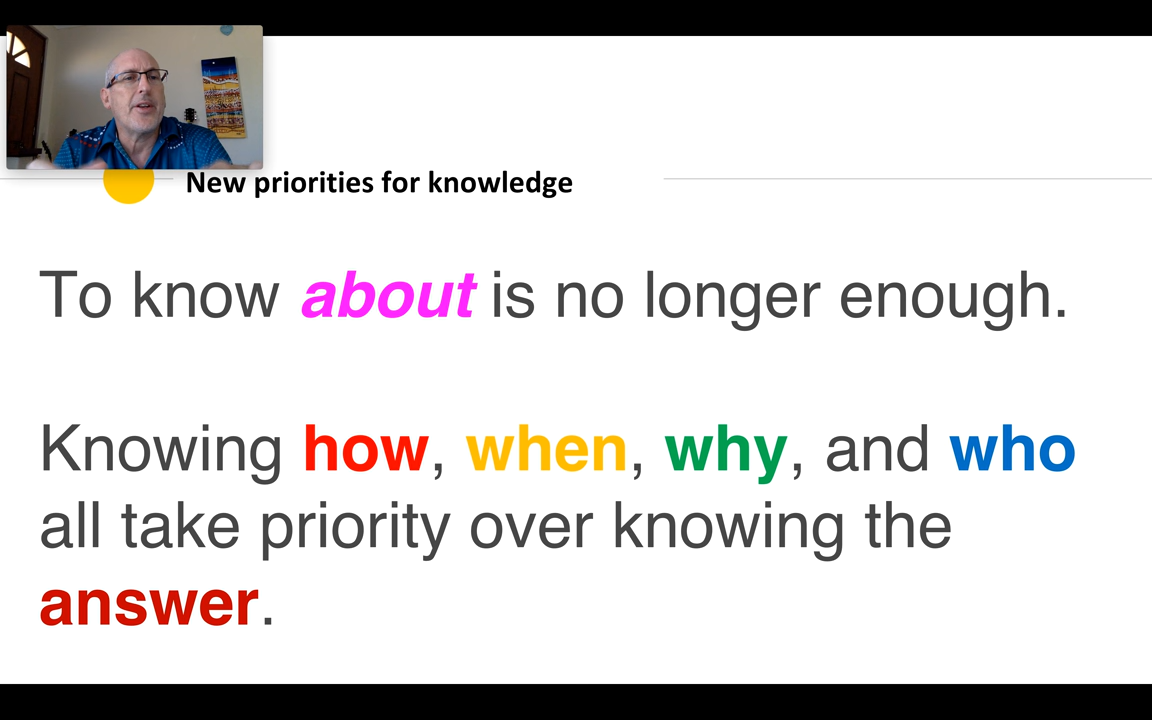 New priorities for knowledge
To know about is no longer enough.
Knowing how, when, why, and who
all take priority over knowing the
answer.